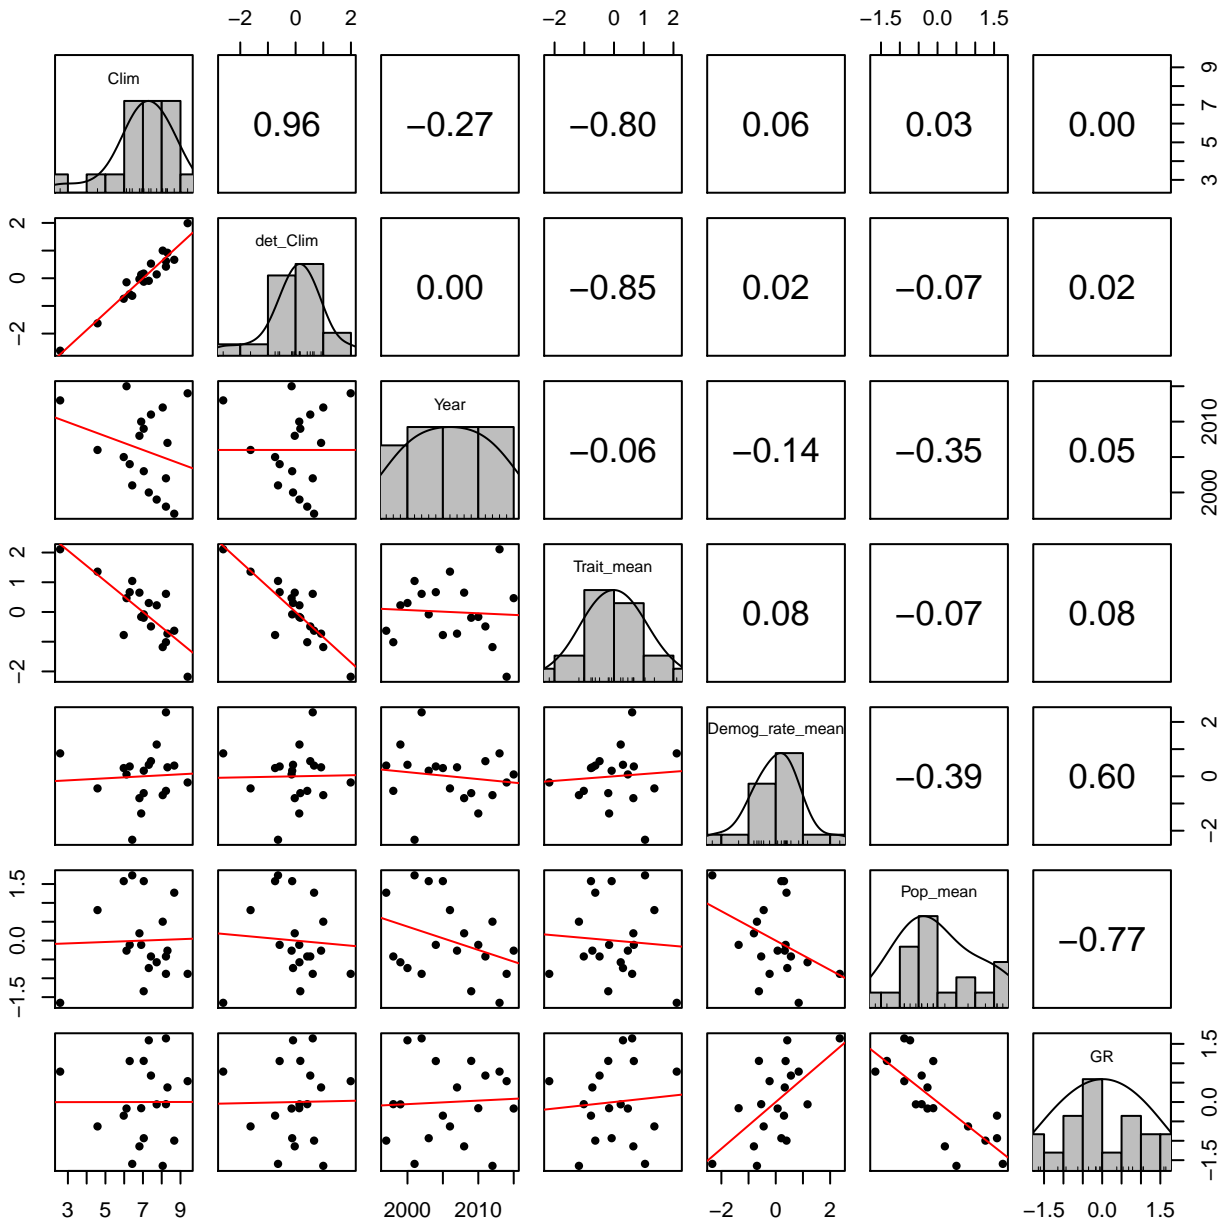 −2 0 2 −2 0 1 2 −1.5 0.0 1.5
Clim 0.96 −0.27 −0.80 0.06 0.03 0.00 3 5 7 9
−2 0 2 det_Clim 0.00 −0.85 0.02 −0.07 0.02
Year −0.06 −0.14 −0.35 0.05 2000 2010
−2 0 1 2 Trait_mean 0.08 −0.07 0.08
Demog_rate_mean −0.39 0.60 −2 0 2
−1.5 0.0 1.5 Pop_mean −0.77
GR −1.5 0.0 1.5
3 5 7 9 2000 2010 −2 0 2 −1.5 0.0 1.5